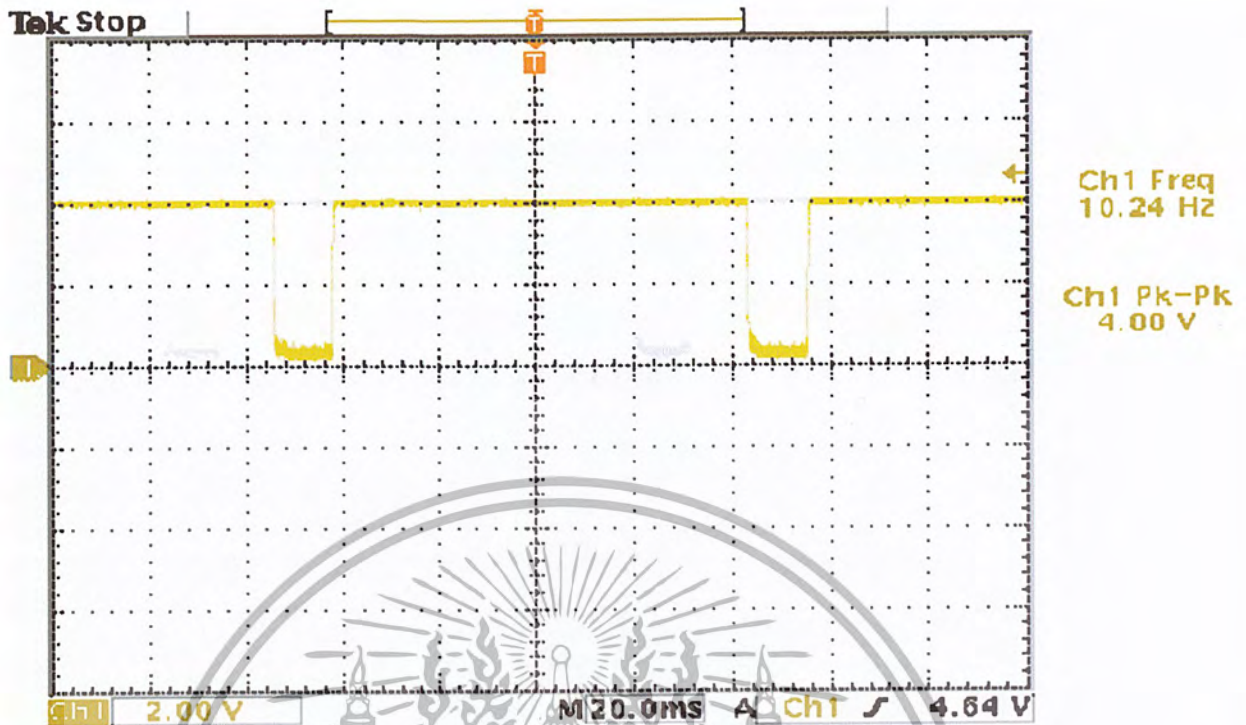 Tek Stop
T
T
Ch1 Freq
10.24 Hz
Ch1 Pk-Pk
4.00 V
1
Ch1 2.00 V M 20.0ms A Ch1 ʃ 4.64 V